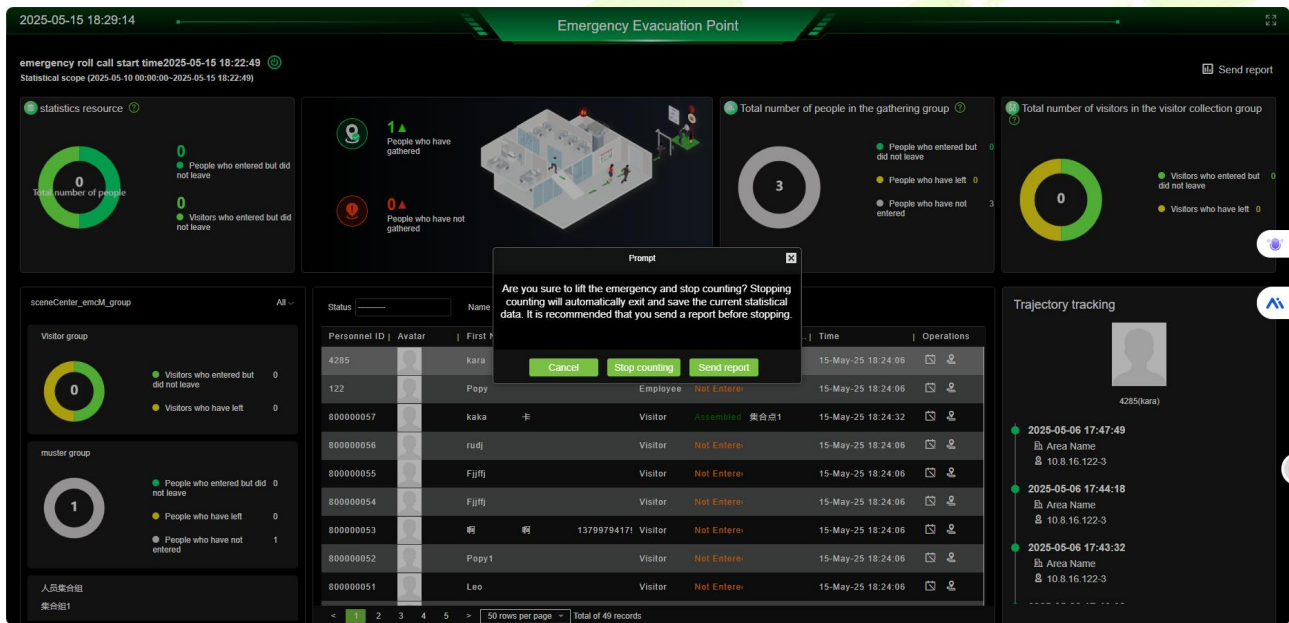 2025-05-15 18:29:14
Emergency Evacuation Point
emergency roll call start time2025-05-15 18:22:49
Statistical scope (2025-05-10 00:00:00~2025-05-15 18:22:49)
Send report
statistics resource
0
Total number of people
0
People who entered but did
not leave
0
Visitors who entered but did
not leave
1
People who have
gathered
0
People who have not
gathered
Total number of people in the gathering group
3
People who entered but 0
did not leave
People who have left 0
People who have not 3
entered
Total number of visitors in the visitor collection group
0
Visitors who entered but 0
did not leave
Visitors who have left 0
Prompt
Are you sure to lift the emergency and stop counting? Stopping
counting will automatically exit and save the current statistical
data. It is recommended that you send a report before stopping.
Cancel Stop counting Send report
sceneCenter_emcM_group All
Visitor group
0
Visitors who entered but 0
did not leave
Visitors who have left 0
muster group
1
People who entered but did 0
not leave
People who have left 0
People who have not 1
entered
人员集合组
集合组1
Status --------- Name
Personnel ID | Avatar | First | Time | Operations
4285 kara 15-May-25 18:24:06
122 Popy Employee Not Entere 15-May-25 18:24:06
800000057 kaka 卡 Visitor Assembled 集合点1 15-May-25 18:24:32
800000056 rudj Visitor Not Entere 15-May-25 18:24:06
800000055 Fjjffj Visitor Not Entere 15-May-25 18:24:06
800000054 Fjjffj Visitor Not Entere 15-May-25 18:24:06
800000053 啊 啊 1379979417 Visitor Not Entere 15-May-25 18:24:06
800000052 Popy1 Visitor Not Entere 15-May-25 18:24:06
800000051 Leo Visitor Not Entere 15-May-25 18:24:06
< 1 2 3 4 5 > 50 rows per page Total of 49 records
Trajectory tracking
4285(kara)
2025-05-06 17:47:49
Area Name
10.8.16.122-3
2025-05-06 17:44:18
Area Name
10.8.16.122-3
2025-05-06 17:43:32
Area Name
10.8.16.122-3